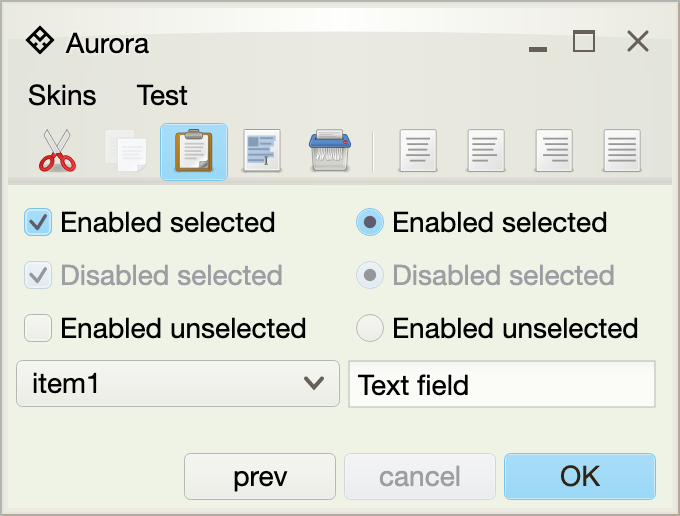 Aurora
Skins Test
Enabled selected Enabled selected
Disabled selected Disabled selected
Enabled unselected Enabled unselected
item1 Text field
prev cancel OK